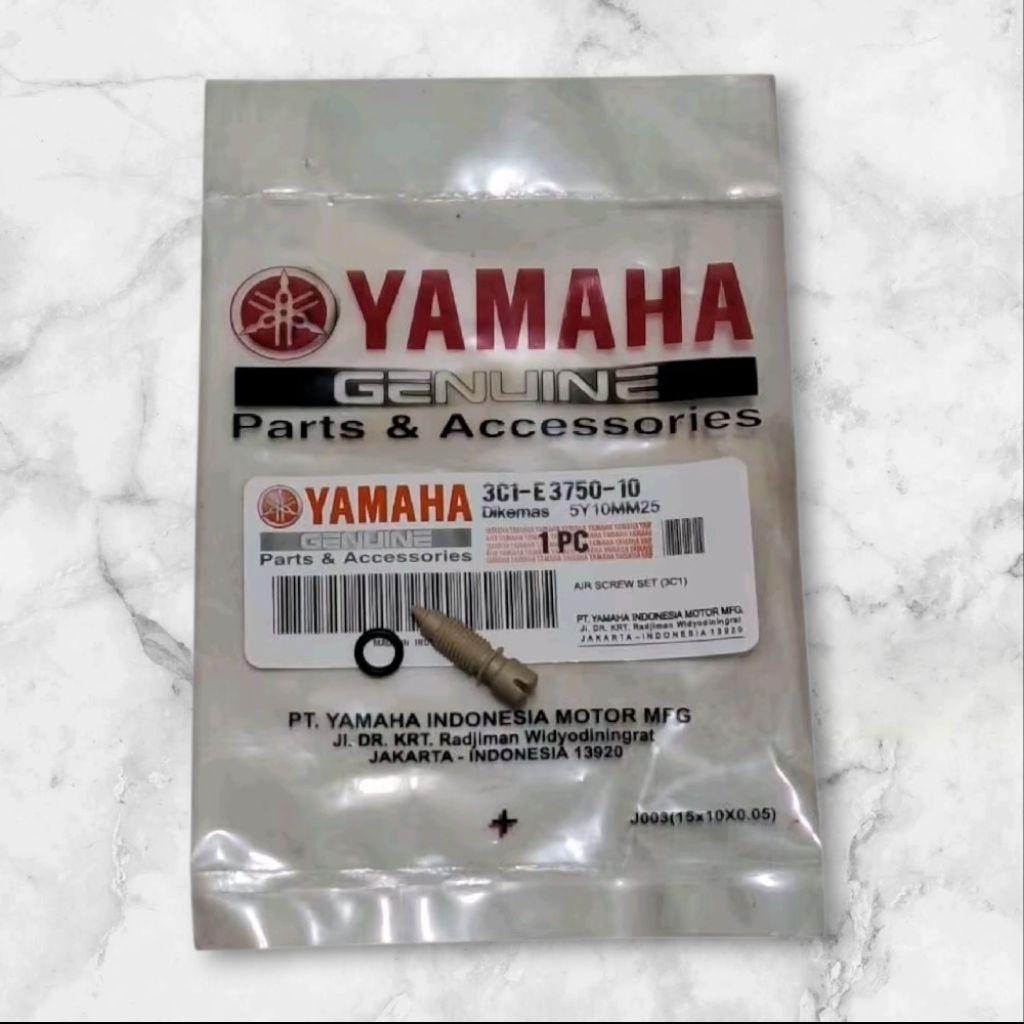 YAMAHA
GENUINE
Parts & Accessories
YAMAHA
GENUINE
Parts & Accessories
3C1-E3750-10
Dikemas 5Y10MM25
1 PC
AIR SCREW SET (3C1)
PT. YAMAHA INDONESIA MOTOR MFG.
Jl. DR. KRT. Radjiman Widyodiningrat
JAKARTA - INDONESIA 13920
PT. YAMAHA INDONESIA MOTOR MFG
Jl. DR. KRT. Radjiman Widyodiningrat
JAKARTA - INDONESIA 13920
J003(15x10X0.05)